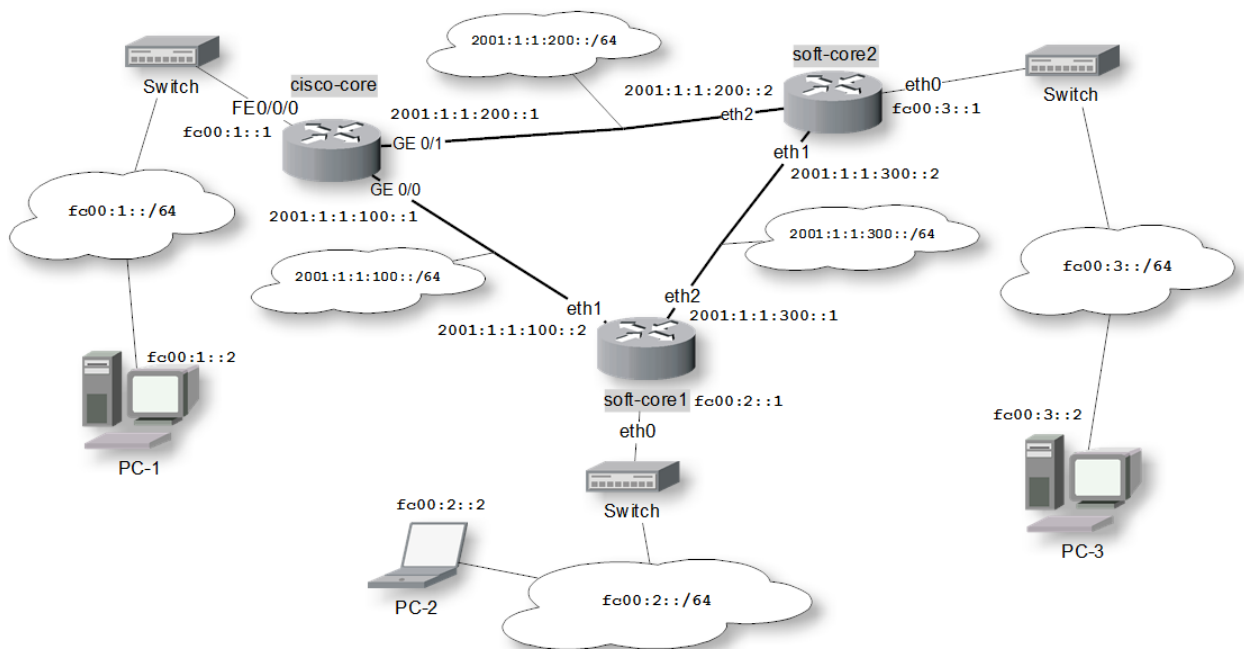 2001:1:1:200::/64
soft-core2
Switch
cisco-core
2001:1:1:200::2
eth0
Switch
FE0/0/0
2001:1:1:200::1
eth2
fc00:3::1
fc00:1::1
GE 0/1
eth1
2001:1:1:300::2
GE 0/0
fc00:1::/64
2001:1:1:100::1
2001:1:1:300::/64
2001:1:1:100::/64
fc00:3::/64
eth2
eth1
2001:1:1:300::1
2001:1:1:100::2
fc00:1::2
soft-core1
fc00:2::1
fc00:3::2
eth0
PC-1
fc00:2::2
Switch
PC-3
PC-2
fc00:2::/64